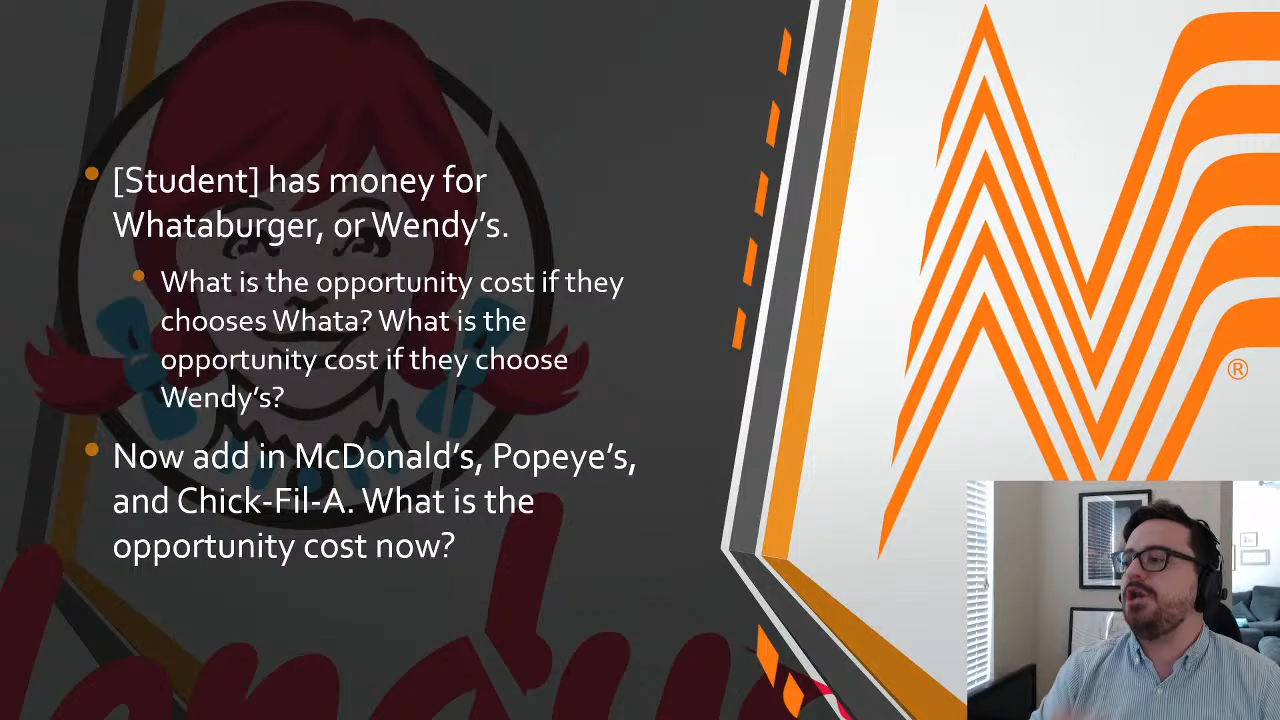 [Student] has money for
Whataburger, or Wendy's.
What is the opportunity cost if they
chooses Whata? What is the
opportunity cost if they choose
Wendy's?
Now add in McDonald's, Popeye's,
and Chick-Fil-A. What is the
opportunity cost now?
®
Wendy's